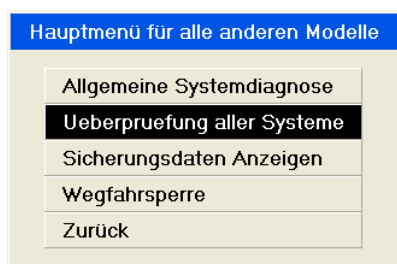 Hauptmenü für alle anderen Modelle
Allgemeine Systemdiagnose
Ueberpruefung aller Systeme
Sicherungsdaten Anzeigen
Wegfahrsperre
Zurück